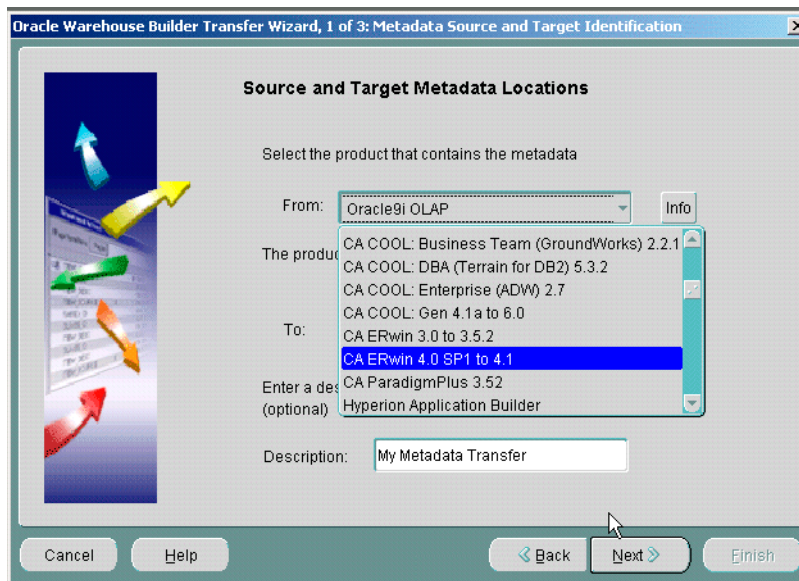 Oracle Warehouse Builder Transfer Wizard, 1 of 3: Metadata Source and Target Identification
Source and Target Metadata Locations
Select the product that contains the metadata
From: Oracle9i OLAP Info
CA COOL: Business Team (GroundWorks) 2.2.1
The produ
CA COOL: DBA (Terrain for DB2) 5.3.2
CA COOL: Enterprise (ADW) 2.7
CA COOL: Gen 4.1a to 6.0
To:
CA ERwin 3.0 to 3.5.2
CA ERwin 4.0 SP1 to 4.1
CA ParadigmPlus 3.52
Enter a des
(optional)
Hyperion Application Builder
Description: My Metadata Transfer
Cancel Help Back Next Finish